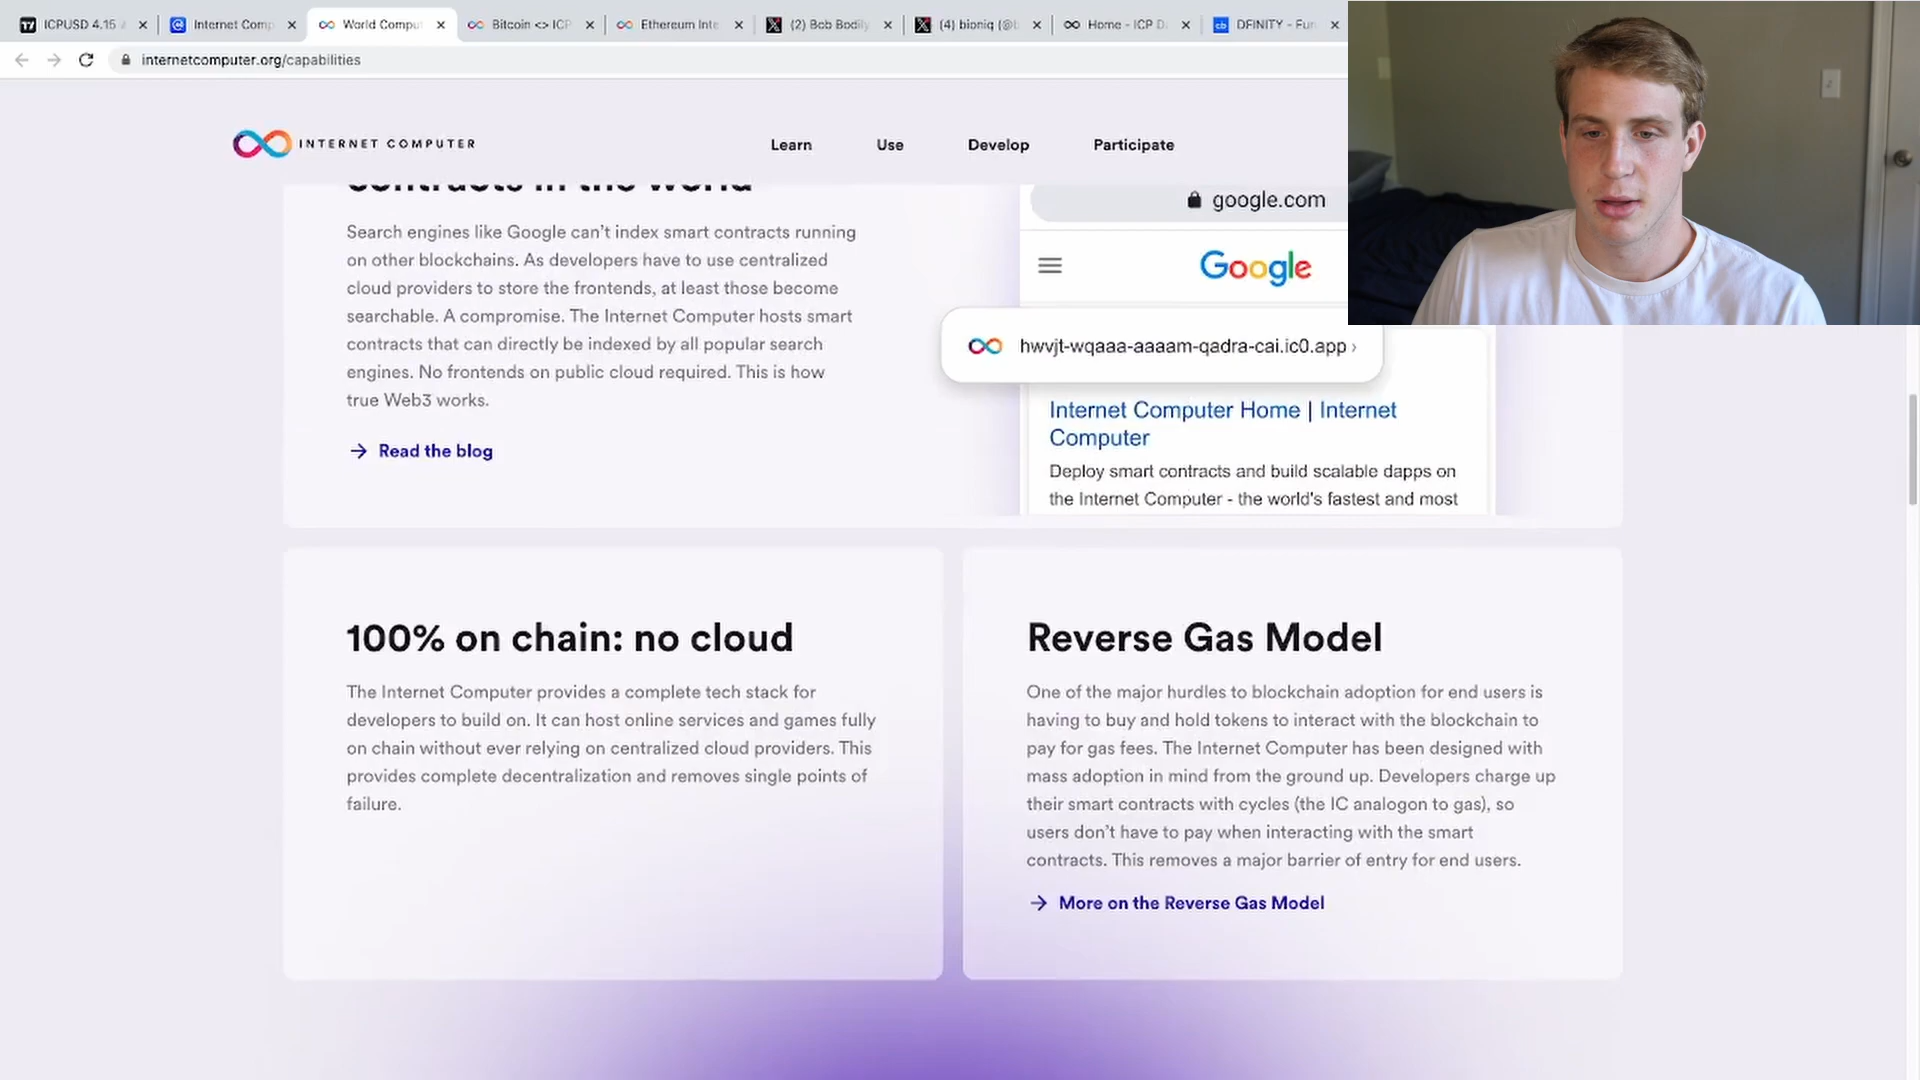 ICPUSD 4.15
Internet Comp
World Comput
Bitcoin <> ICP
Ethereum Inte
(2) Bob Bodily
(4) bioniq (@b
Home - ICP D
DFINITY - Fun
internetcomputer.org/capabilities
INTERNET COMPUTER
Learn
Use
Develop
Participate
contracts in the world
Search engines like Google can’t index smart contracts running
on other blockchains. As developers have to use centralized
cloud providers to store the frontends, at least those become
searchable. A compromise. The Internet Computer hosts smart
contracts that can directly be indexed by all popular search
engines. No frontends on public cloud required. This is how
true Web3 works.
Read the blog
google.com
Google
hwvjt-wqaaa-aaaam-qadra-cai.ic0.app ›
Internet Computer Home | Internet
Computer
Deploy smart contracts and build scalable dapps on
the Internet Computer - the world's fastest and most
100% on chain: no cloud
The Internet Computer provides a complete tech stack for
developers to build on. It can host online services and games fully
on chain without ever relying on centralized cloud providers. This
provides complete decentralization and removes single points of
failure.
Reverse Gas Model
One of the major hurdles to blockchain adoption for end users is
having to buy and hold tokens to interact with the blockchain to
pay for gas fees. The Internet Computer has been designed with
mass adoption in mind from the ground up. Developers charge up
their smart contracts with cycles (the IC analogon to gas), so
users don’t have to pay when interacting with the smart
contracts. This removes a major barrier of entry for end users.
More on the Reverse Gas Model